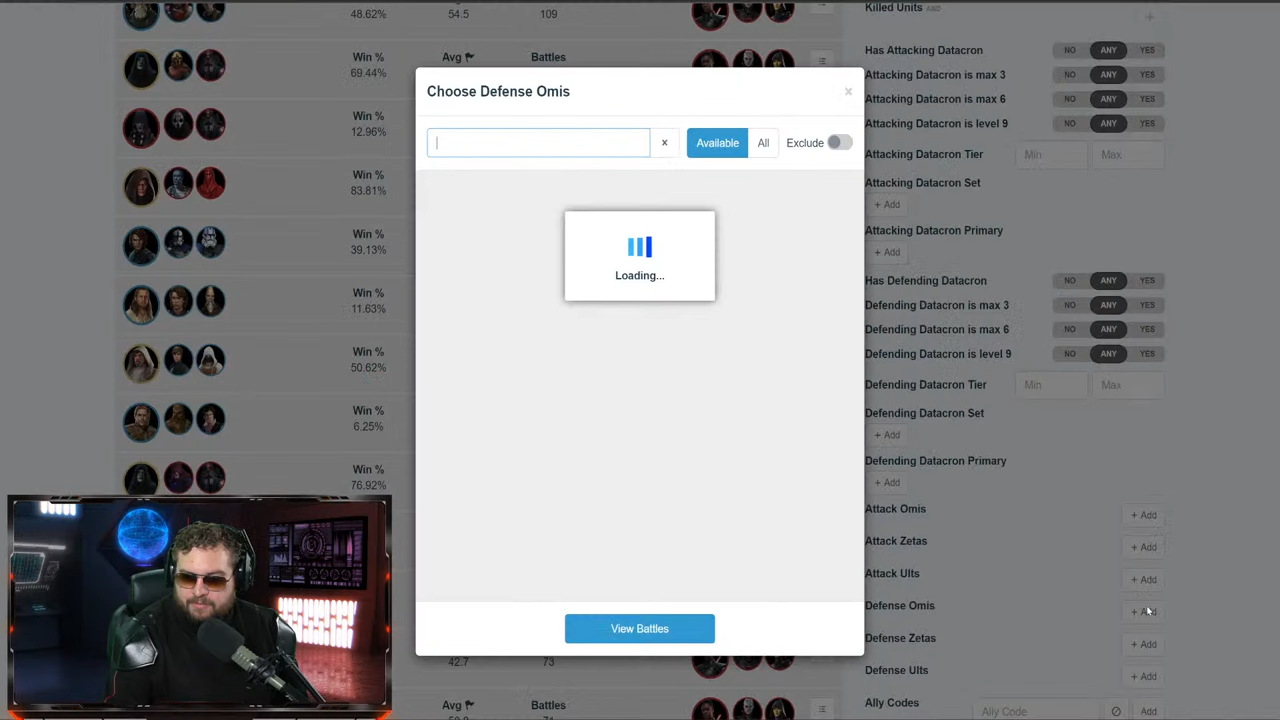 48.62%
54.5
109
Killed Units AND
+
Win %
69.44%
Avg
Battles
12.96%
83.81%
39.13%
11.63%
50.62%
6.25%
Win %
76.92%
42.7
73
Avg
Battles
71
Choose Defense Omis
×
x
Available
All
Exclude
Loading...
View Battles
Has Attacking Datacron
NO
ANY
YES
Attacking Datacron is max 3
NO
ANY
YES
Attacking Datacron is max 6
NO
ANY
YES
Attacking Datacron is level 9
NO
ANY
YES
Attacking Datacron Tier
Min
Max
Attacking Datacron Set
+ Add
Attacking Datacron Primary
+ Add
Has Defending Datacron
NO
ANY
YES
Defending Datacron is max 3
NO
ANY
YES
Defending Datacron is max 6
NO
ANY
YES
Defending Datacron is level 9
NO
ANY
YES
Defending Datacron Tier
Min
Max
Defending Datacron Set
+ Add
Defending Datacron Primary
+ Add
Attack Omis
+ Add
Attack Zetas
+ Add
Attack Ults
+ Add
Defense Omis
+ Add
Defense Zetas
+ Add
Defense Ults
+ Add
Ally Codes
Ally Code
Add